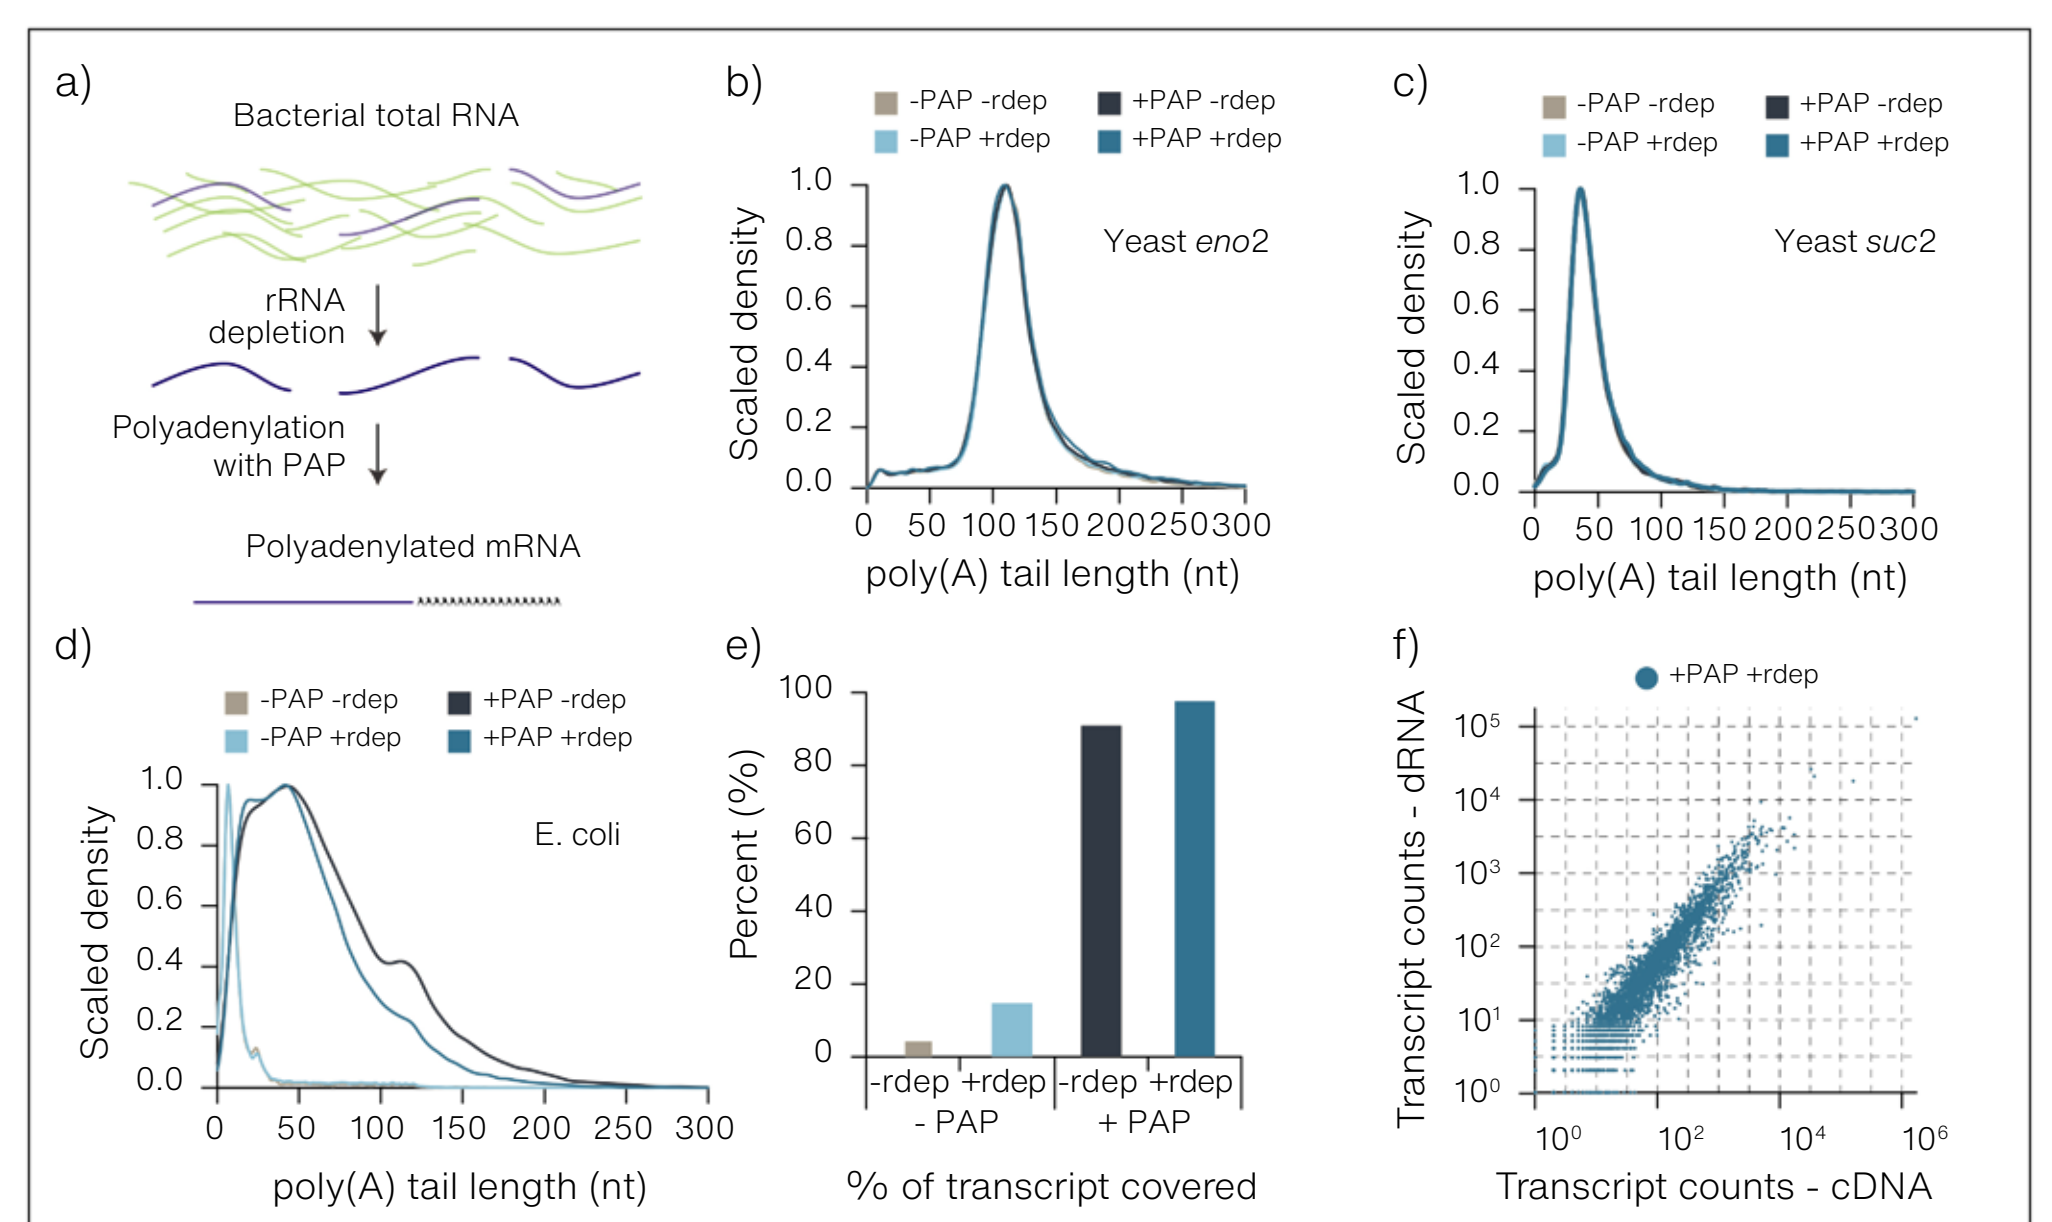 a)
Bacterial total RNA
rRNA
depletion
Polyadenylation
with PAP
Polyadenylated mRNA
b)
-PAP -rdep
+PAP -rdep
-PAP +rdep
+PAP +rdep
Yeast eno2
Scaled density
1.0
0.8
0.6
0.4
0.2
0.0
0 50 100 150 200 250 300
poly(A) tail length (nt)
c)
-PAP -rdep
+PAP -rdep
-PAP +rdep
+PAP +rdep
Yeast suc2
Scaled density
1.0
0.8
0.6
0.4
0.2
0.0
0 50 100 150 200 250 300
poly(A) tail length (nt)
d)
-PAP -rdep
+PAP -rdep
-PAP +rdep
+PAP +rdep
E. coli
Scaled density
1.0
0.8
0.6
0.4
0.2
0.0
0 50 100 150 200 250 300
poly(A) tail length (nt)
e)
Percent (%)
100
80
60
40
20
0
-rdep +rdep -rdep +rdep
- PAP + PAP
% of transcript covered
f)
+PAP +rdep
Transcript counts - dRNA
10⁵
10⁴
10³
10²
10¹
10⁰
10⁰ 10² 10⁴ 10⁶
Transcript counts - cDNA